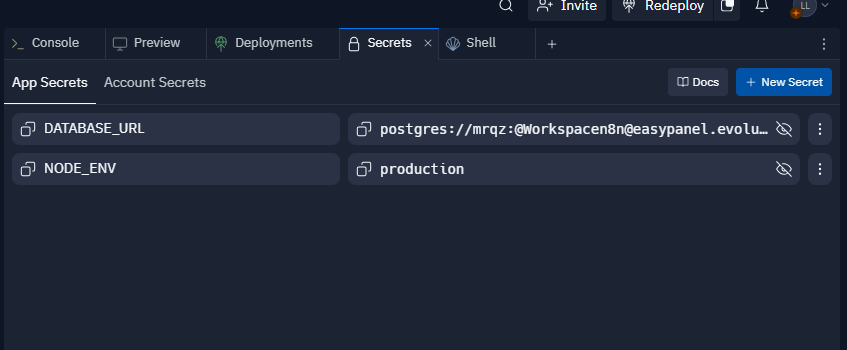 Invite Redeploy LL
Console Preview Deployments Secrets Shell
App Secrets Account Secrets Docs New Secret
DATABASE_URL postgres://mrqz:@Workspacen8n@easypanel.evolu…
NODE_ENV production